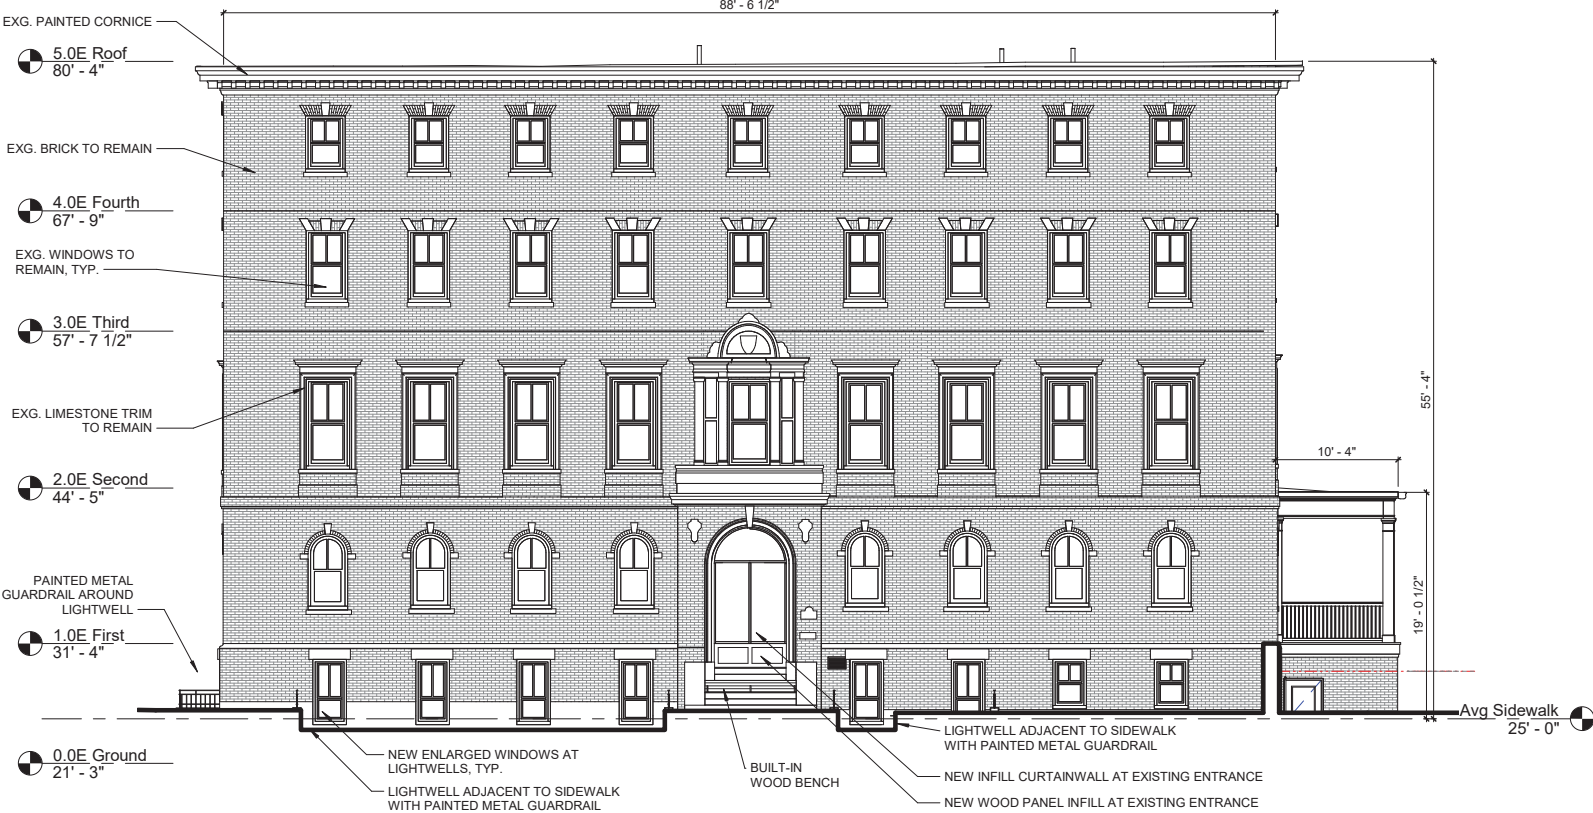 88' - 6 1/2"
EXG. PAINTED CORNICE
5.0E Roof
80' - 4"
EXG. BRICK TO REMAIN
4.0E Fourth
67' - 9"
EXG. WINDOWS TO
REMAIN, TYP.
3.0E Third
57' - 7 1/2"
EXG. LIMESTONE TRIM
TO REMAIN
2.0E Second
44' - 5"
PAINTED METAL
GUARDRAIL AROUND
LIGHTWELL
1.0E First
31' - 4"
0.0E Ground
21' - 3"
55' - 4"
10' - 4"
19' - 0 1/2"
Avg Sidewalk
25' - 0"
NEW ENLARGED WINDOWS AT
LIGHTWELLS, TYP.
LIGHTWELL ADJACENT TO SIDEWALK
WITH PAINTED METAL GUARDRAIL
BUILT-IN
WOOD BENCH
LIGHTWELL ADJACENT TO SIDEWALK
WITH PAINTED METAL GUARDRAIL
NEW INFILL CURTAINWALL AT EXISTING ENTRANCE
NEW WOOD PANEL INFILL AT EXISTING ENTRANCE